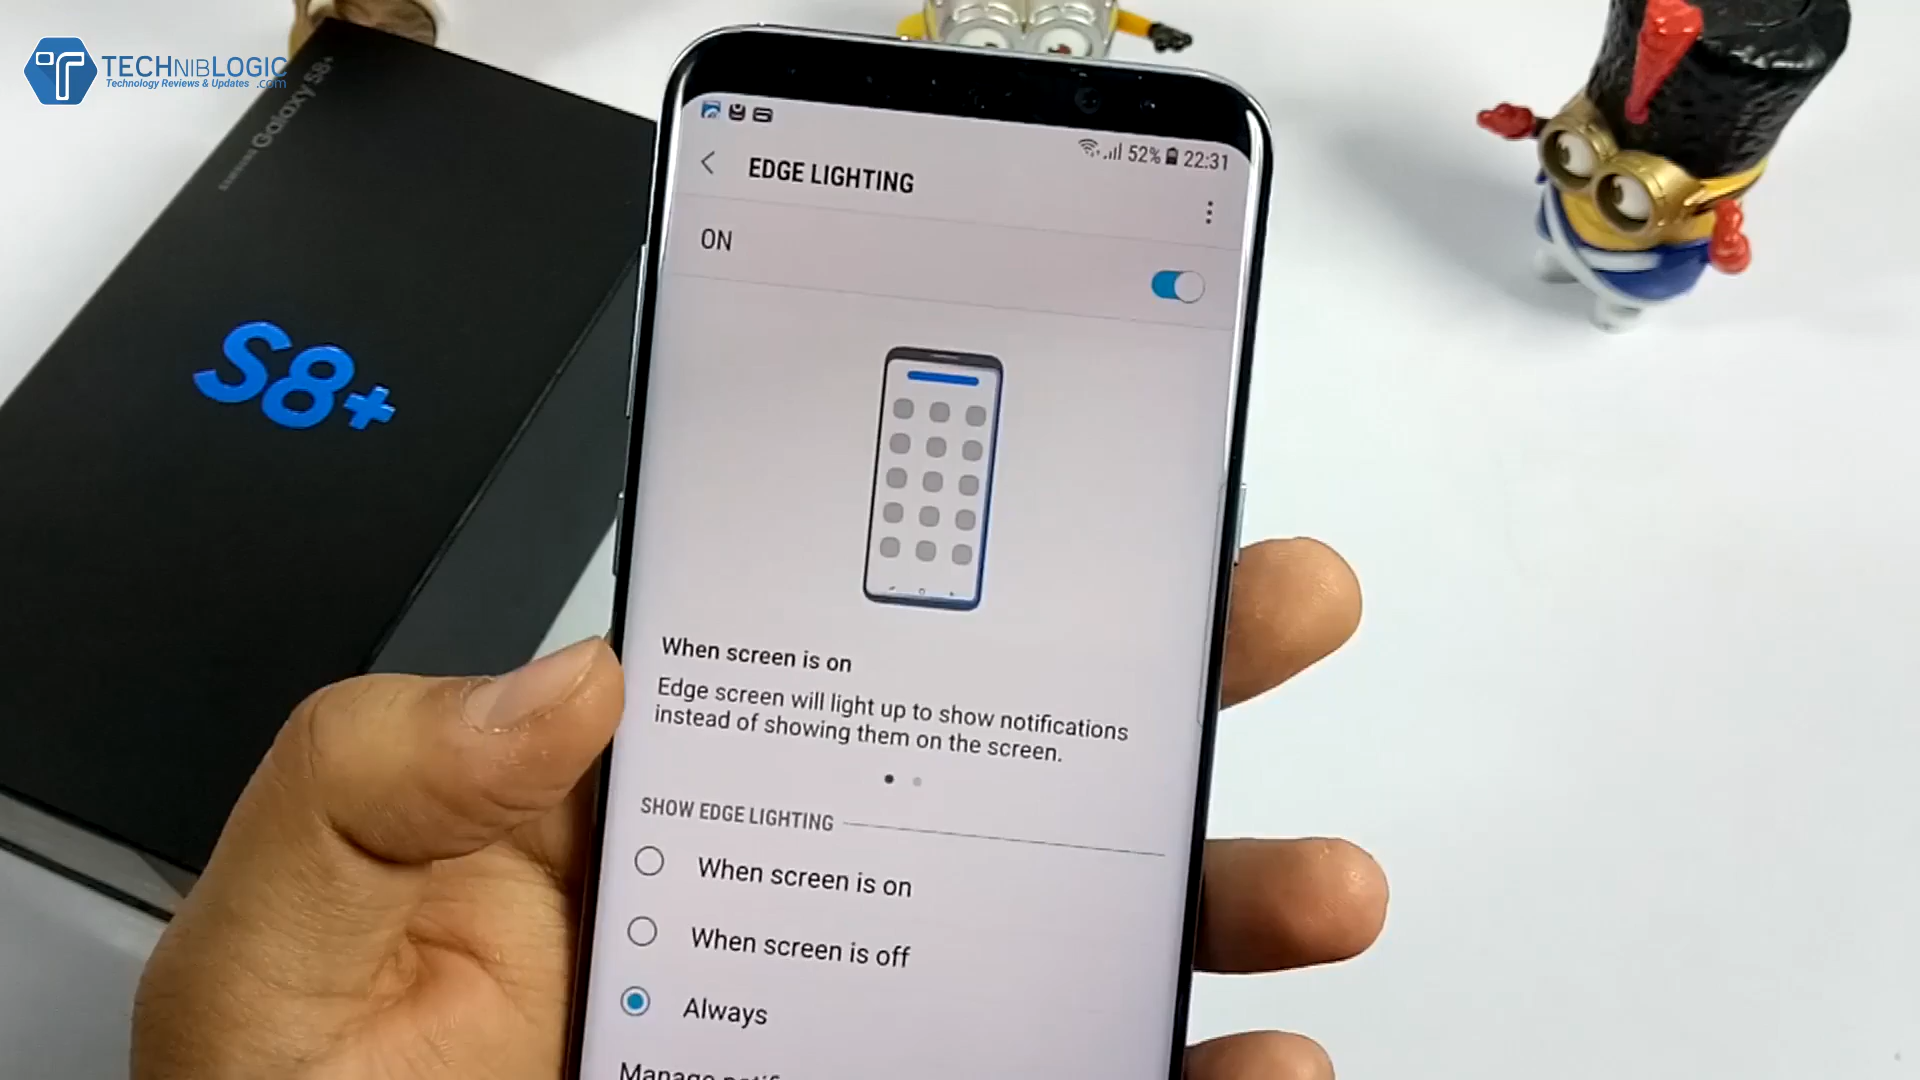 TECHNIBLOGIC
Technology Reviews & Updates .com
SAMSUNG Galaxy S8+
S8+
52% 22:31
EDGE LIGHTING
ON
When screen is on
Edge screen will light up to show notifications
instead of showing them on the screen.
SHOW EDGE LIGHTING
When screen is on
When screen is off
Always
Manage